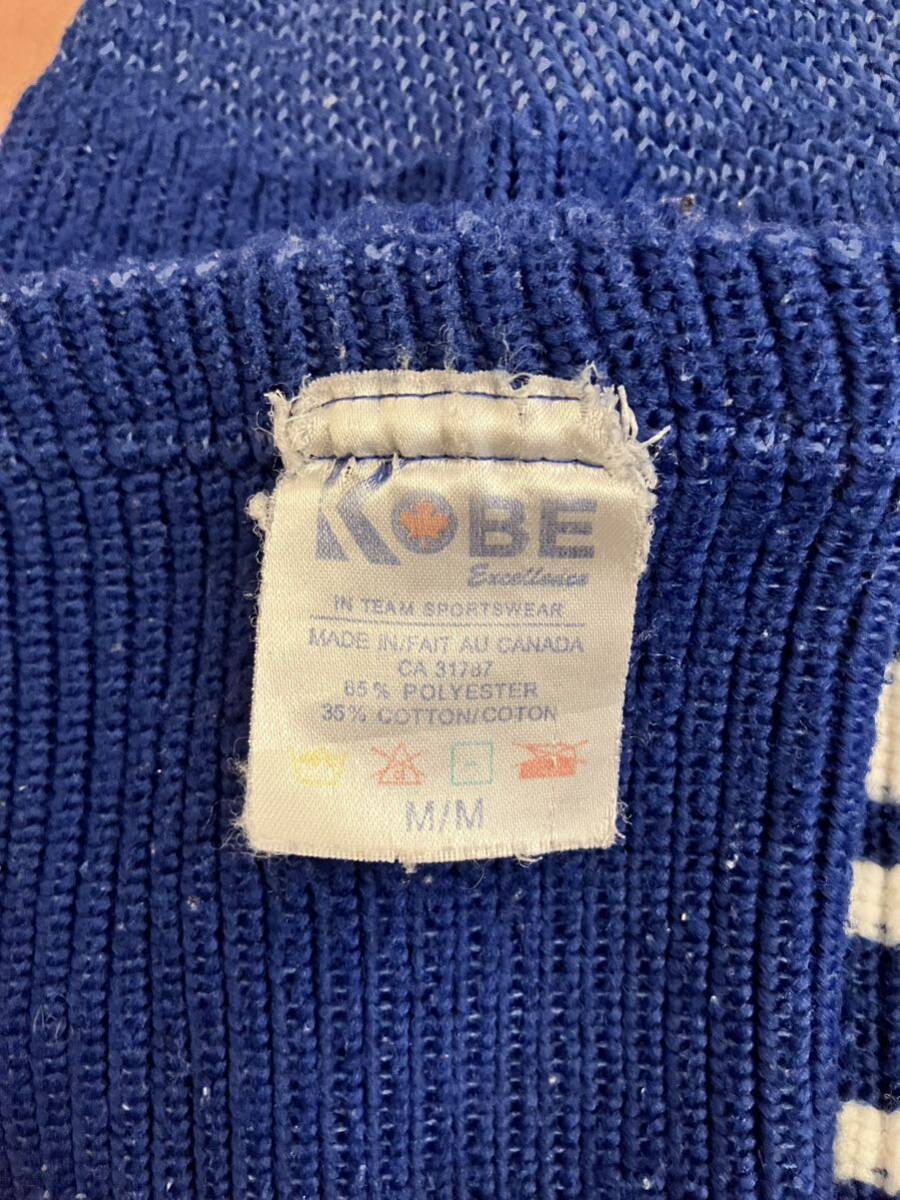 KOBE
Excellence
IN TEAM SPORTSWEAR
MADE IN/FAIT AU CANADA
CA 31787
65% POLYESTER
35% COTTON/COTON
M/M